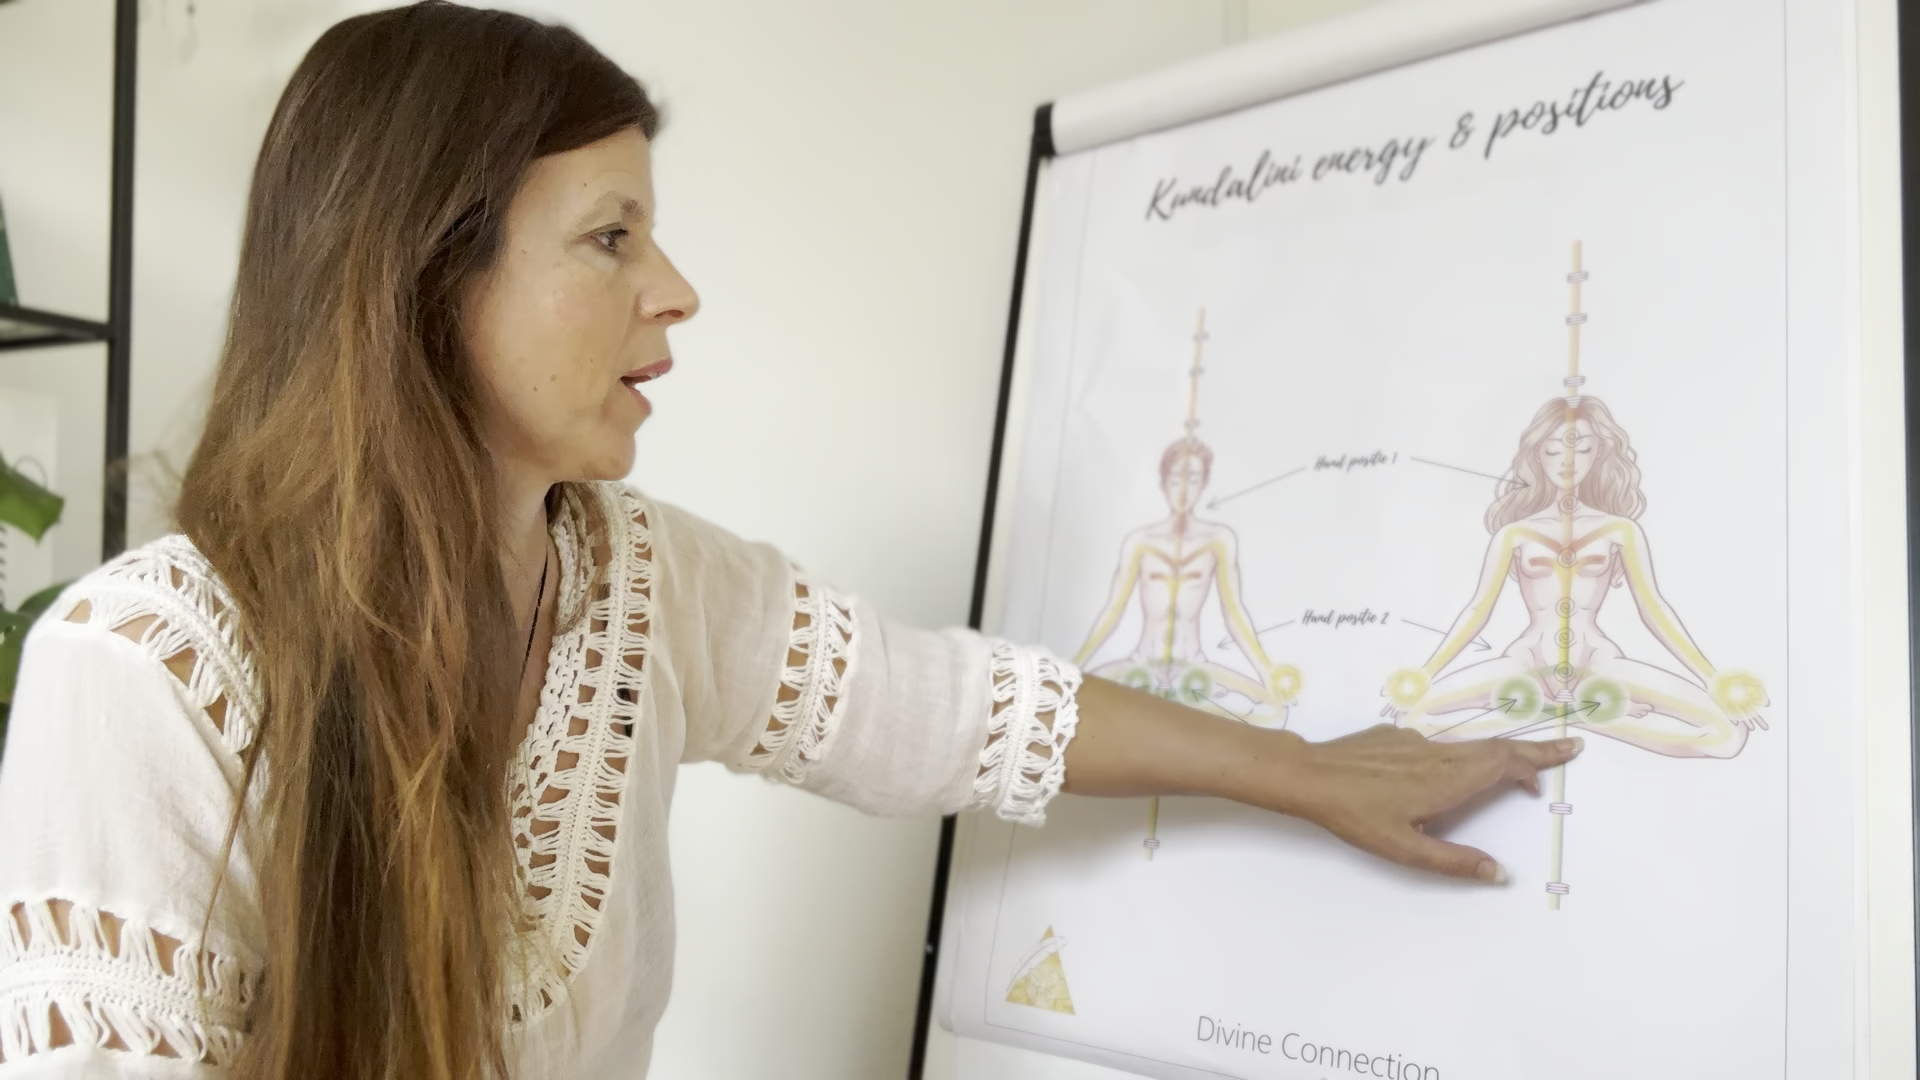 Kundalini energy & positions
Hand positie 1
Hand positie 2
Divine Connection